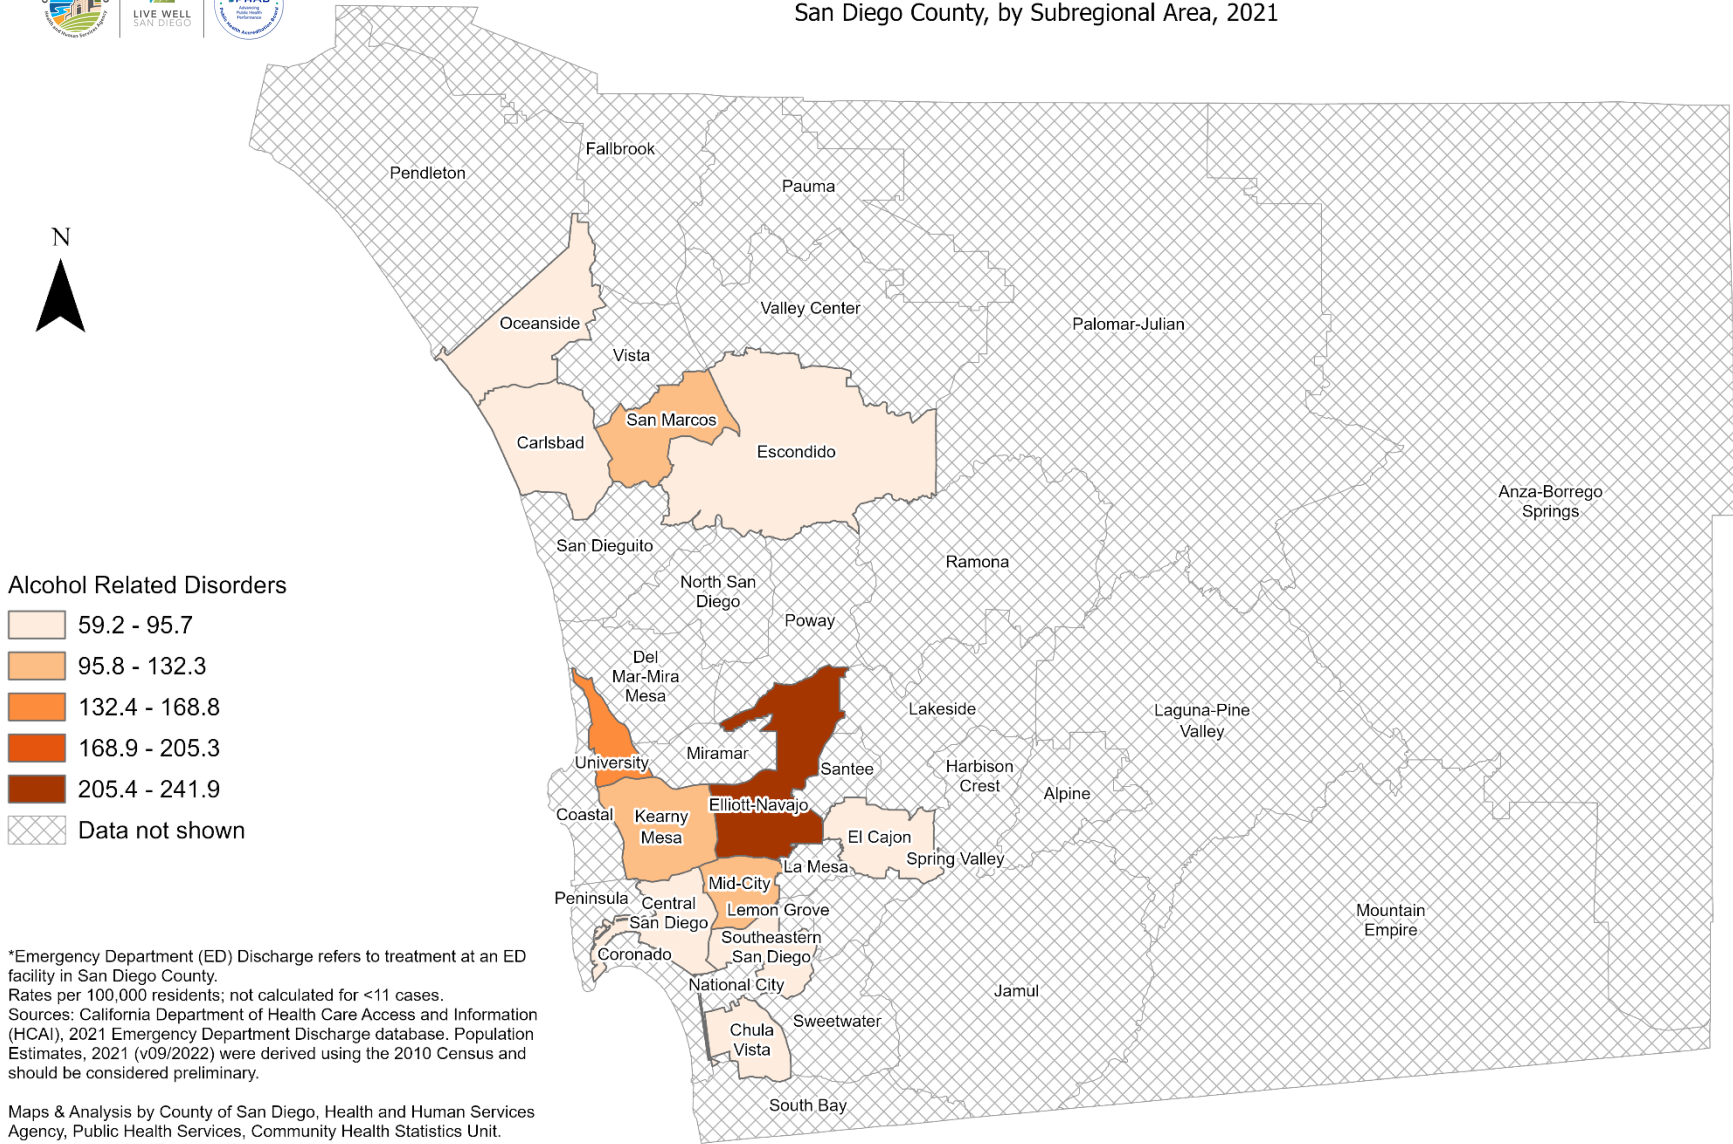 LIVE WELL
SAN DIEGO
San Diego County, by Subregional Area, 2021
N
Pendleton
Fallbrook
Pauma
Oceanside
Valley Center
Palomar-Julian
Vista
San Marcos
Carlsbad
Escondido
Anza-Borrego
Springs
San Dieguito
North San
Diego
Ramona
Poway
Del
Mar-Mira
Mesa
Lakeside
Laguna-Pine
Valley
University
Miramar
Santee
Harbison
Crest
Alpine
Coastal
Kearny
Mesa
Elliott-Navajo
El Cajon
Spring Valley
La Mesa
Mid-City
Peninsula
Central
San Diego
Lemon Grove
Southeastern
San Diego
Coronado
National City
Mountain
Empire
Jamul
Sweetwater
Chula
Vista
South Bay
Alcohol Related Disorders
59.2 - 95.7
95.8 - 132.3
132.4 - 168.8
168.9 - 205.3
205.4 - 241.9
Data not shown
*Emergency Department (ED) Discharge refers to treatment at an ED
facility in San Diego County.
Rates per 100,000 residents; not calculated for <11 cases.
Sources: California Department of Health Care Access and Information
(HCAI), 2021 Emergency Department Discharge database. Population
Estimates, 2021 (v09/2022) were derived using the 2010 Census and
should be considered preliminary.
Maps & Analysis by County of San Diego, Health and Human Services
Agency, Public Health Services, Community Health Statistics Unit.